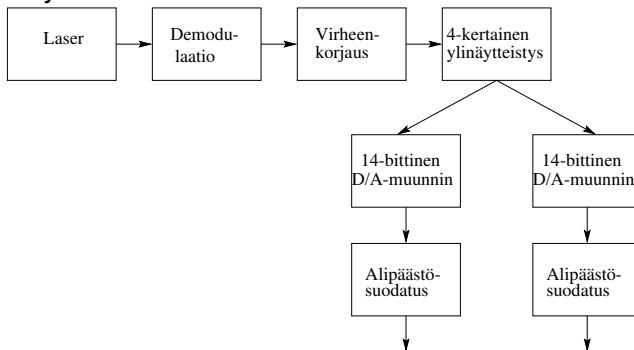 Laser
Demodu-
laatio
Virheen-
korjaus
4-kertainen
ylinäytteistys
14-bittinen
D/A-muunnin
14-bittinen
D/A-muunnin
Alipäästö-
suodatus
Alipäästö-
suodatus